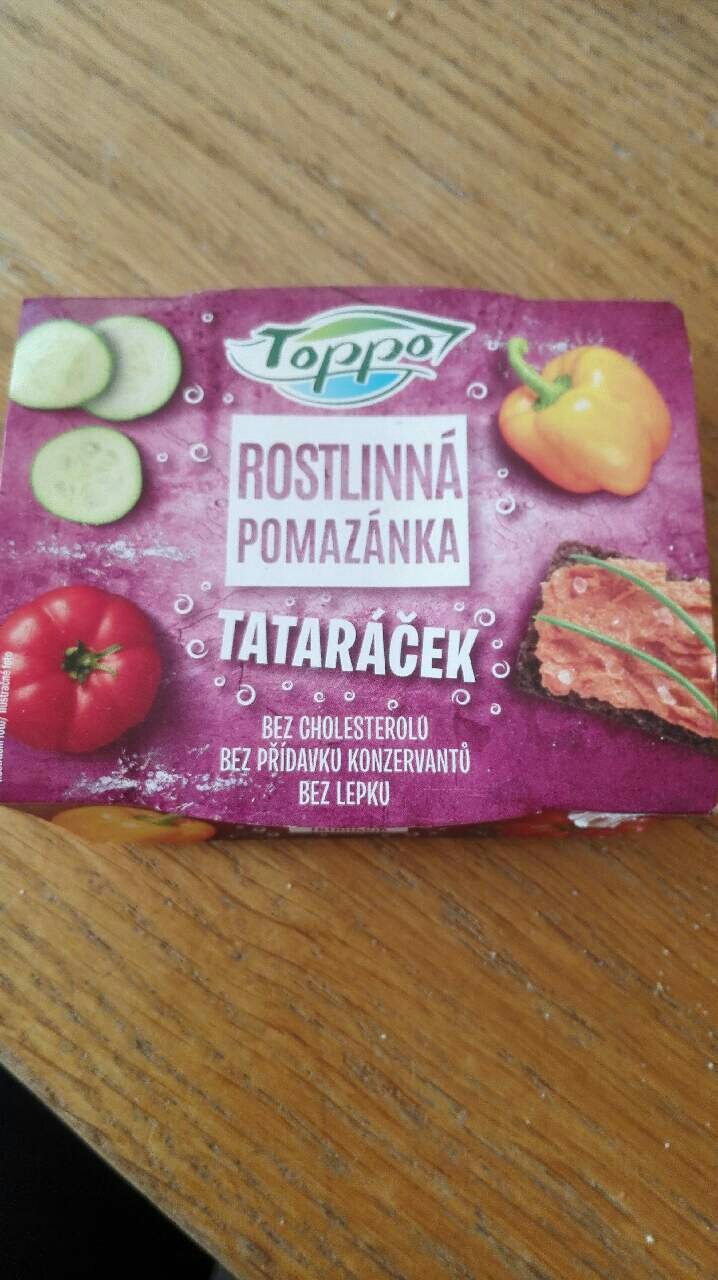 Toppo
ROSTLINNÁ
POMAZÁNKA
TATARÁČEK
BEZ CHOLESTEROLU
BEZ PŘÍDAVKU KONZERVANTŮ
BEZ LEPKU